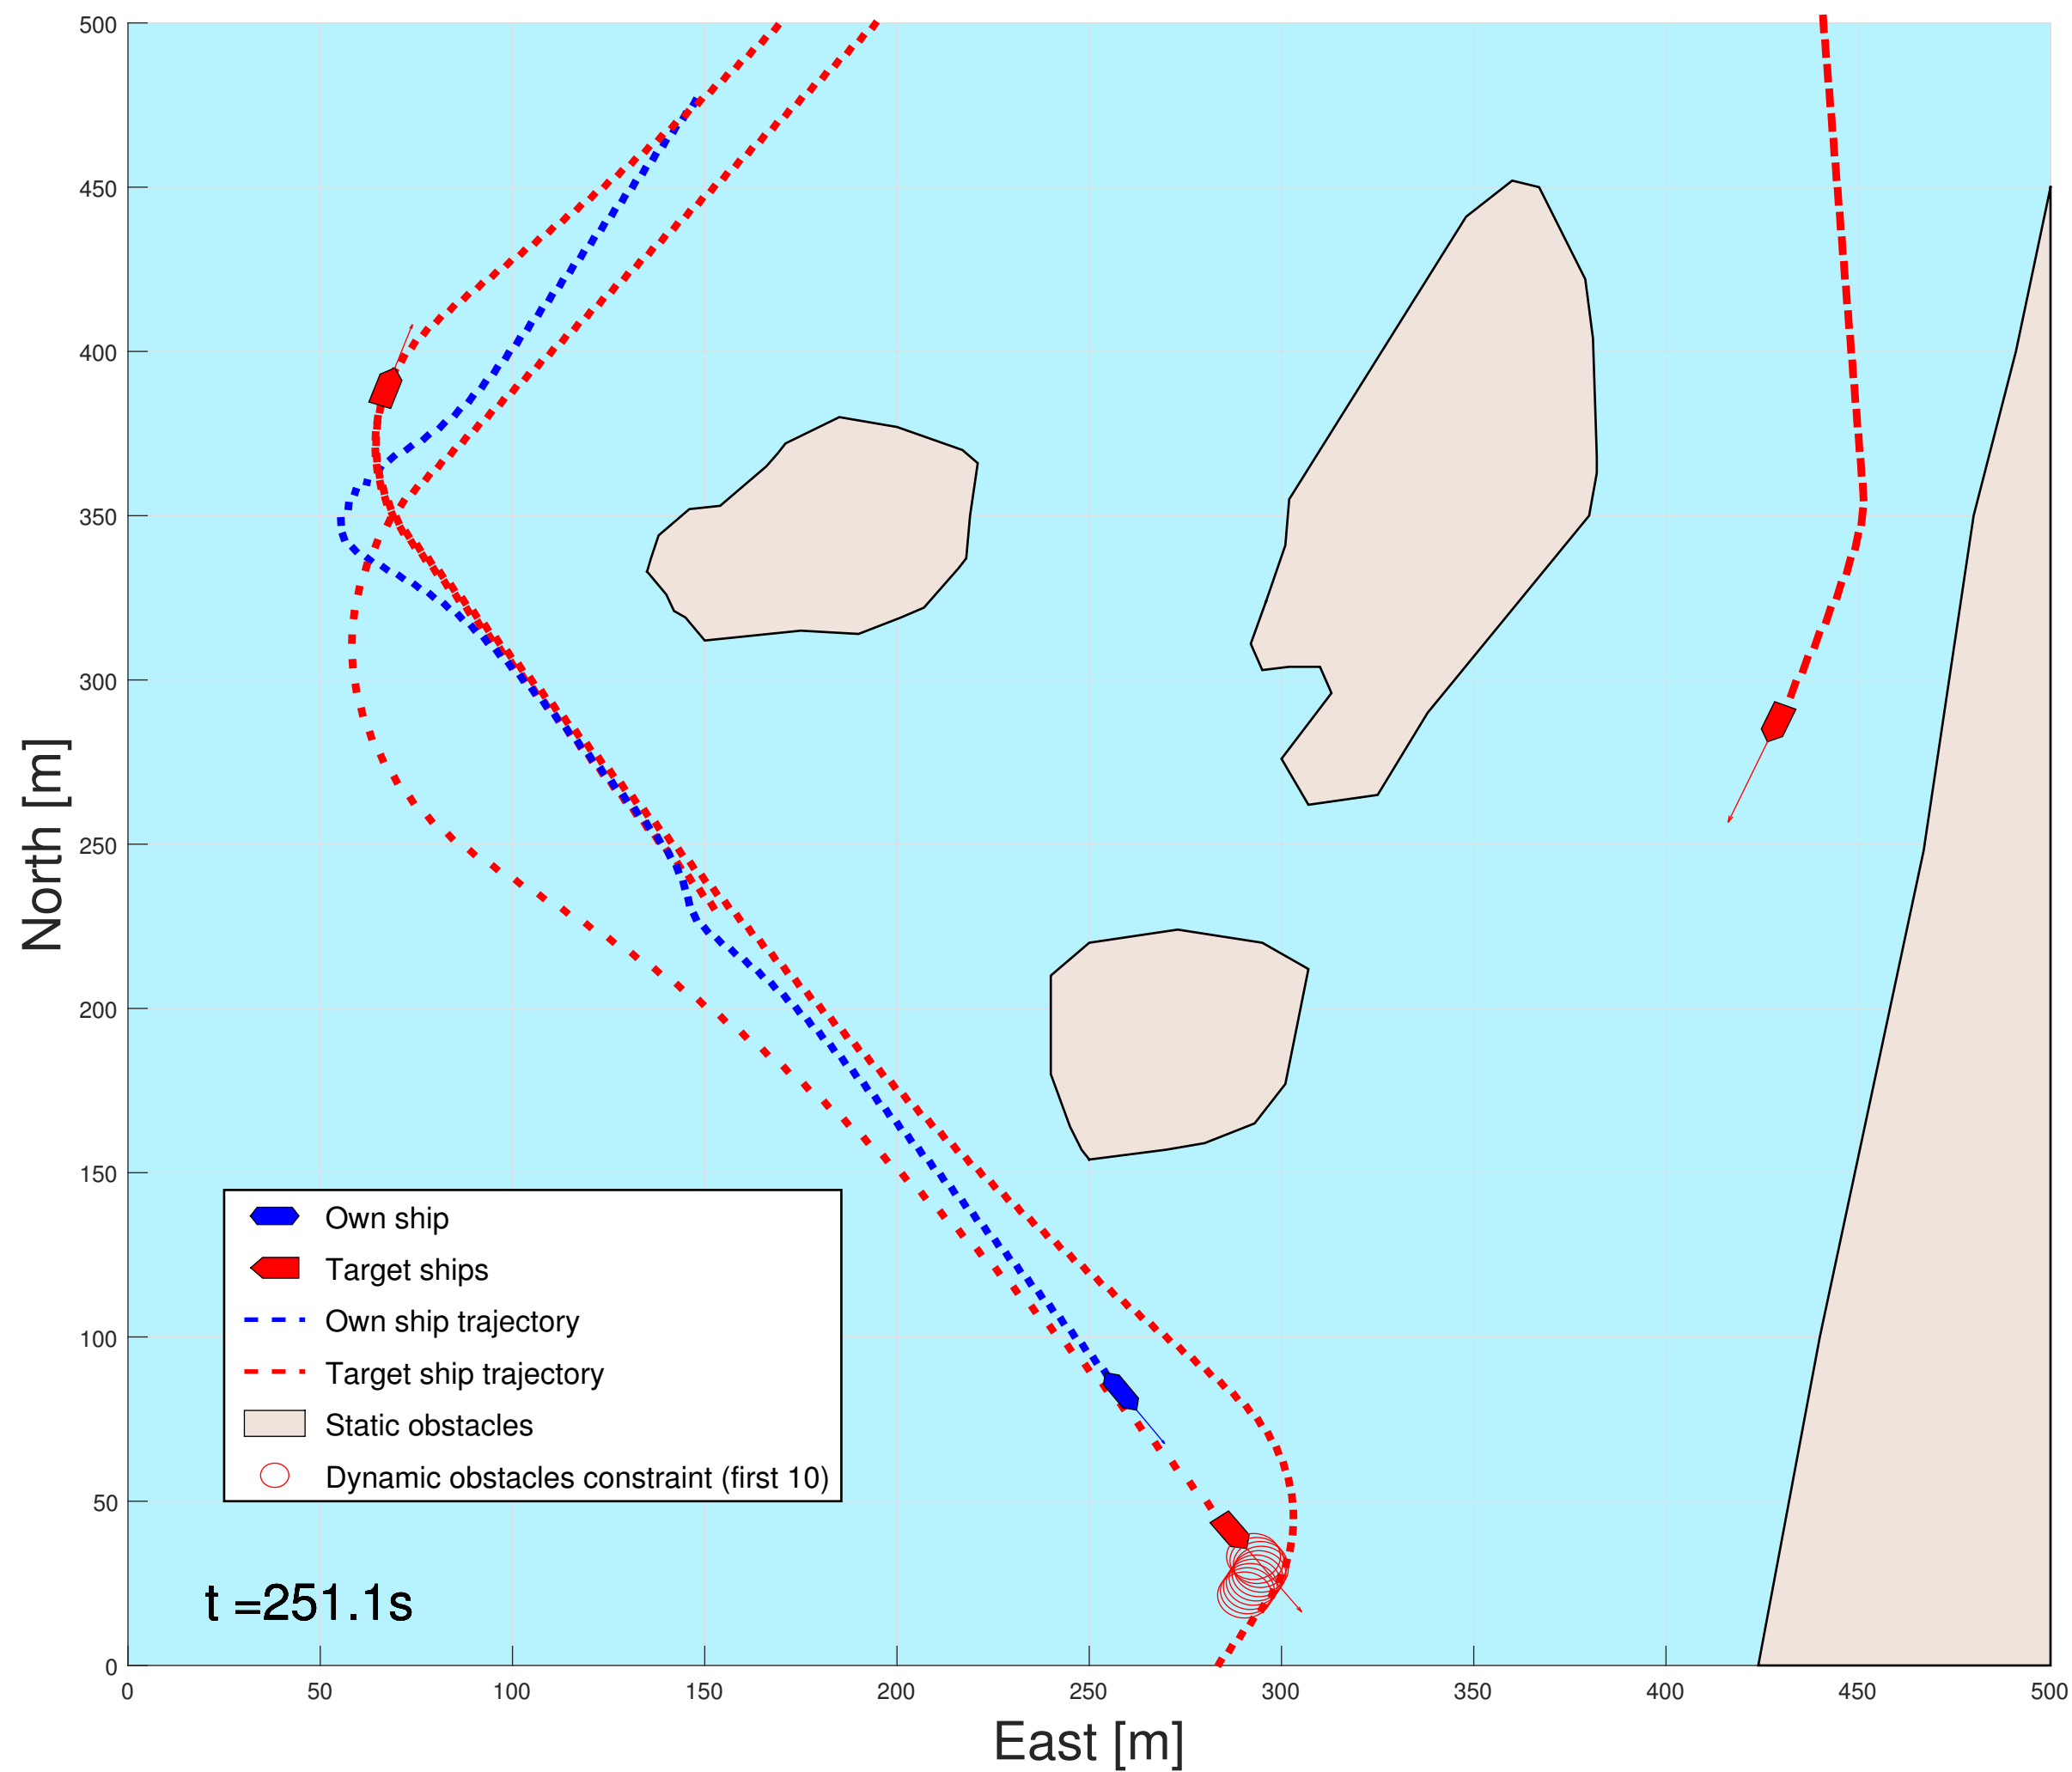 500
450
400
350
300
250
200
150
100
50
0
North [m]
Own ship
Target ships
Own ship trajectory
Target ship trajectory
Static obstacles
Dynamic obstacles constraint (first 10)
t =251.1s
0 50 100 150 200 250 300 350 400 450 500
East [m]